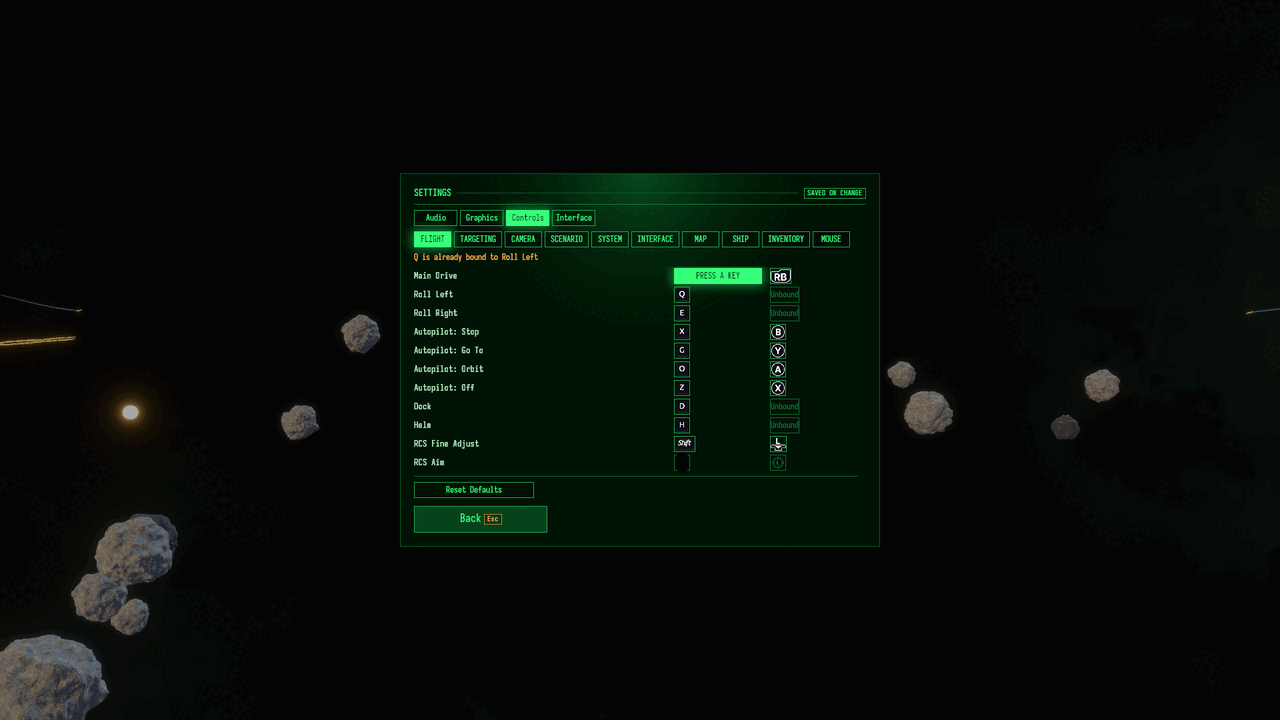 SETTINGS SAVED ON CHANGE
Audio Graphics Controls Interface
FLIGHT TARGETING CAMERA SCENARIO SYSTEM INTERFACE MAP SHIP INVENTORY MOUSE
Q is already bound to Roll Left
Main Drive PRESS A KEY RB
Roll Left Q Unbound
Roll Right E Unbound
Autopilot: Stop X B
Autopilot: Go To G Y
Autopilot: Orbit O A
Autopilot: Off Z X
Dock D Unbound
Helm H Unbound
RCS Fine Adjust Shift L
RCS Aim L
Reset Defaults
Back Esc